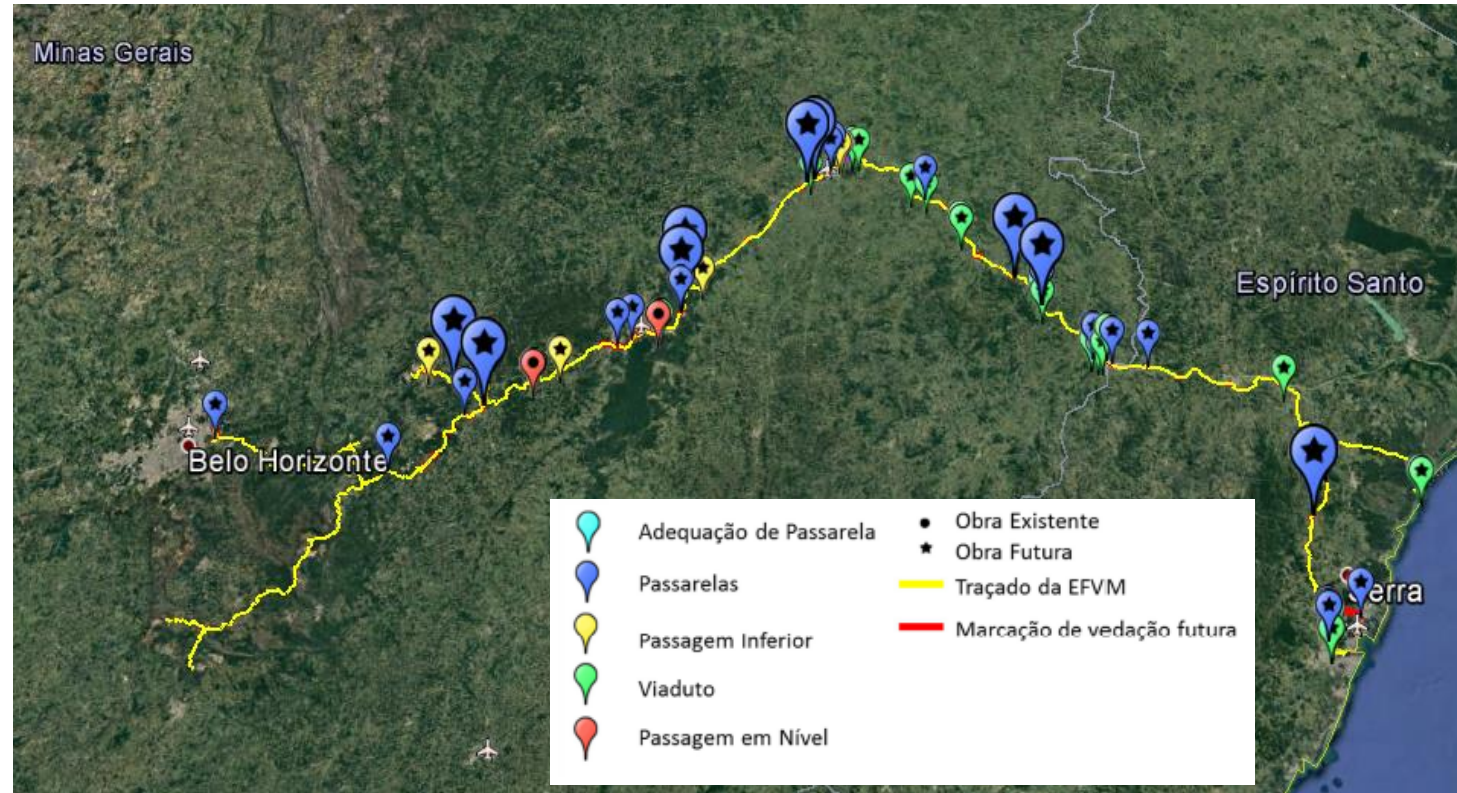 Minas Gerais
Espírito Santo
Belo Horizonte
Serra
Adequação de Passarela
Passarelas
Passagem Inferior
Viaduto
Passagem em Nível
Obra Existente
Obra Futura
Traçado da EFVM
Marcação de vedação futura